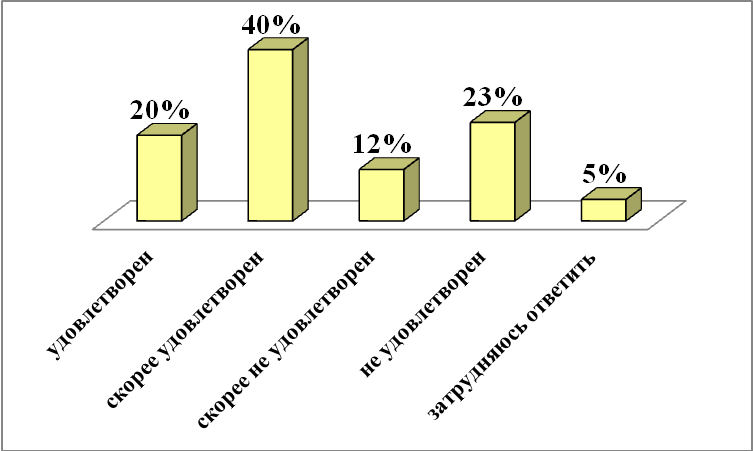 20%
40%
12%
23%
5%
удовлетворен
скорее удовлетворен
скорее не удовлетворен
не удовлетворен
затрудняюсь ответить